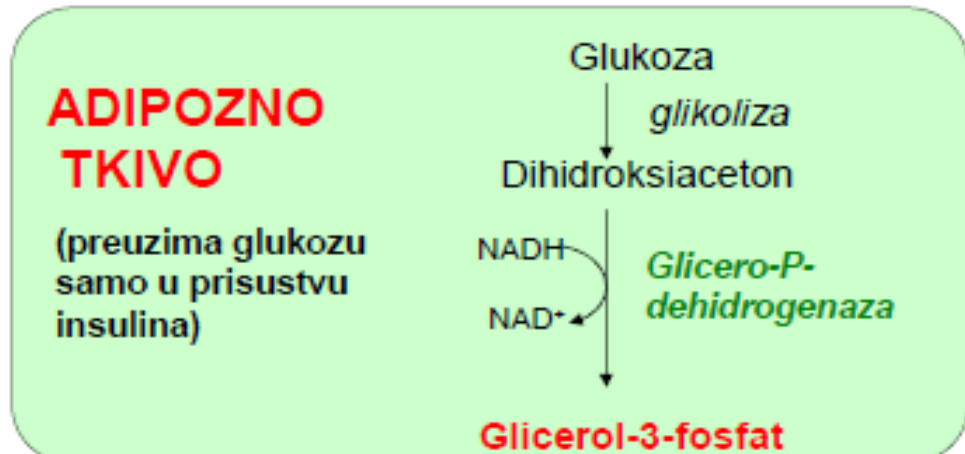 ADIPOZNO
TKIVO
(preuzima glukozu
samo u prisustvu
insulina)
Glukoza
glikoliza
Dihidroksiaceton
NADH
NAD⁺
Glicero-P-
dehidrogenaza
Glicerol-3-fosfat